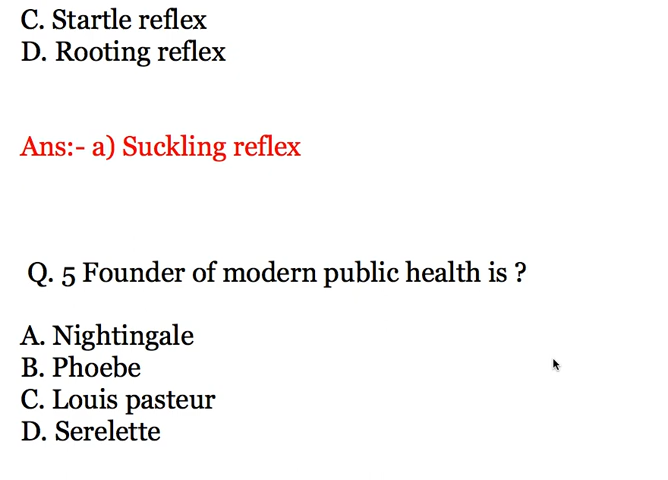 C. Startle reflex
D. Rooting reflex
Ans:- a) Suckling reflex
Q. 5 Founder of modern public health is ?
A. Nightingale
B. Phoebe
C. Louis pasteur
D. Serelette